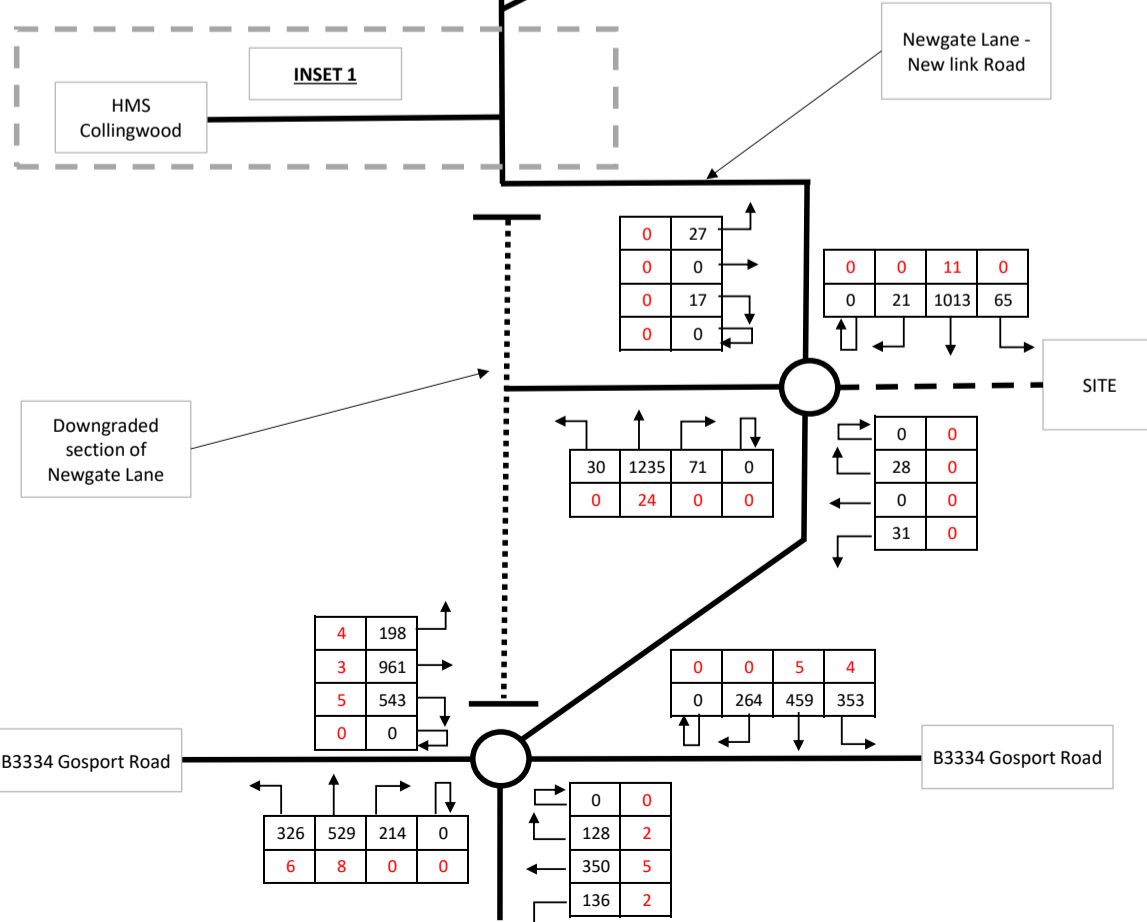 Newgate Lane -
New link Road
INSET 1
HMS
Collingwood
0 27
0 0
0 17
0 0
0 0 11 0
0 21 1013 65
SITE
Downgraded
section of
Newgate Lane
30 1235 71 0
0 24 0 0
0 0
28 0
0 0
31 0
4 198
3 961
5 543
0 0
0 0 5 4
0 264 459 353
B3334 Gosport Road
B3334 Gosport Road
326 529 214 0
6 8 0 0
0 0
128 2
350 5
136 2